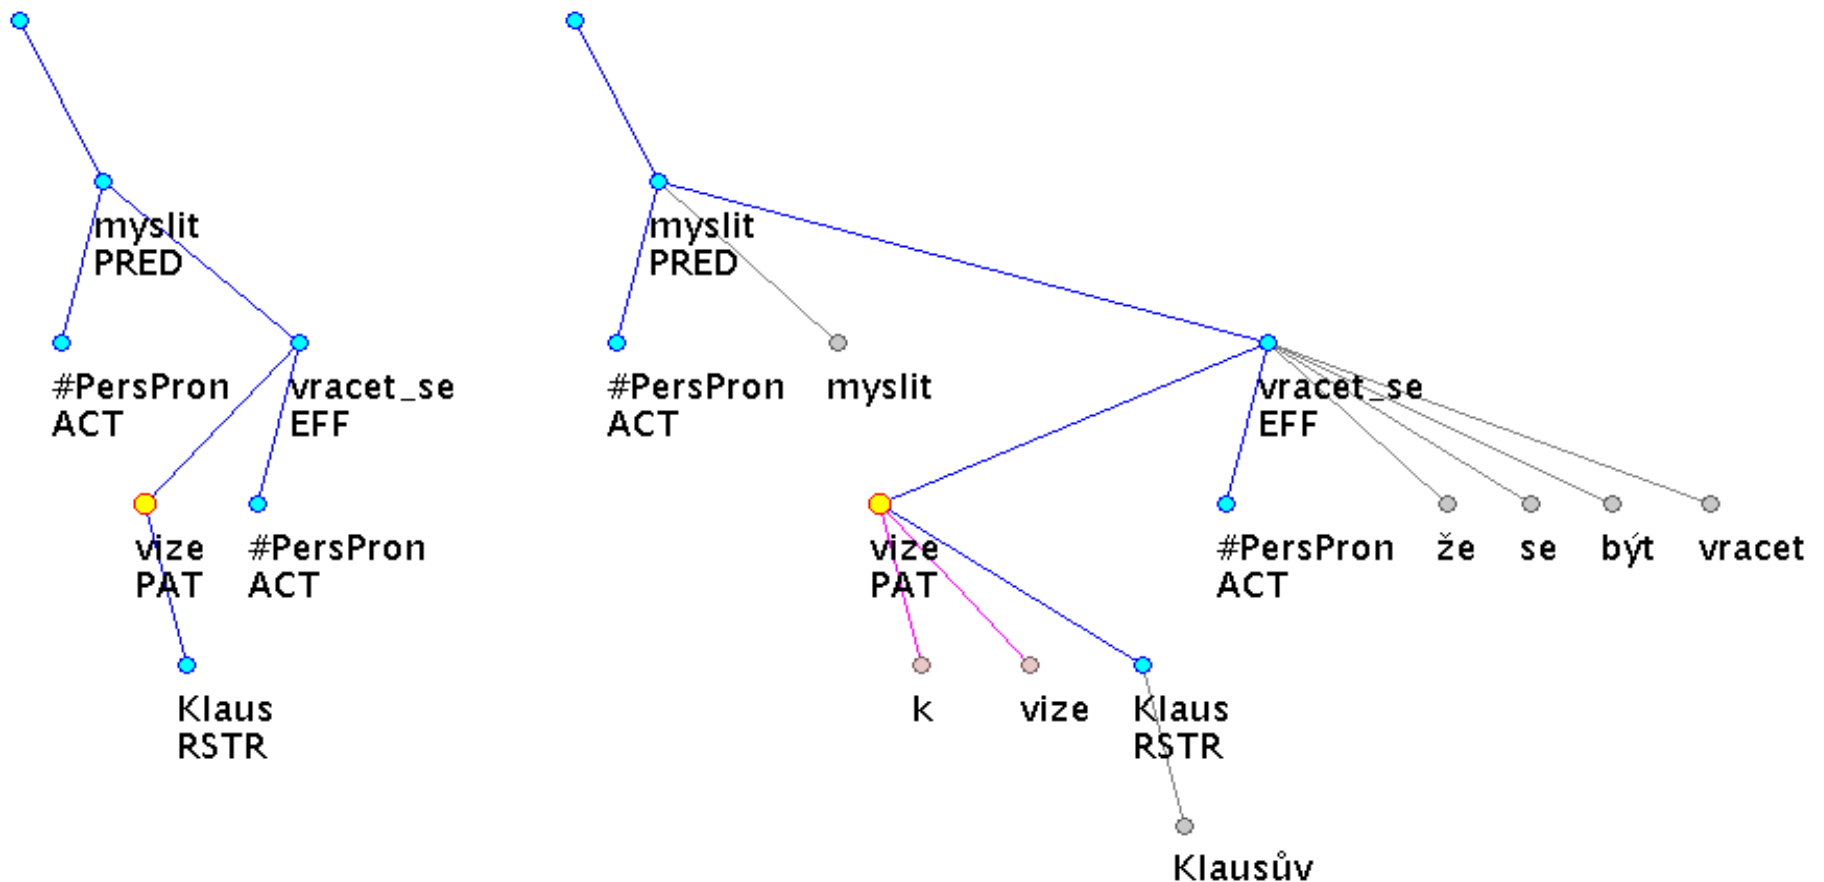 myslit
PRED
myslit
PRED
#PersPron
ACT
vracet_se
EFF
#PersPron
ACT
myslit
vracet_se
EFF
vize
PAT
#PersPron
ACT
vize
PAT
#PersPron
ACT
že
se
být
vracet
Klaus
RSTR
k
vize
Klaus
RSTR
Klausův